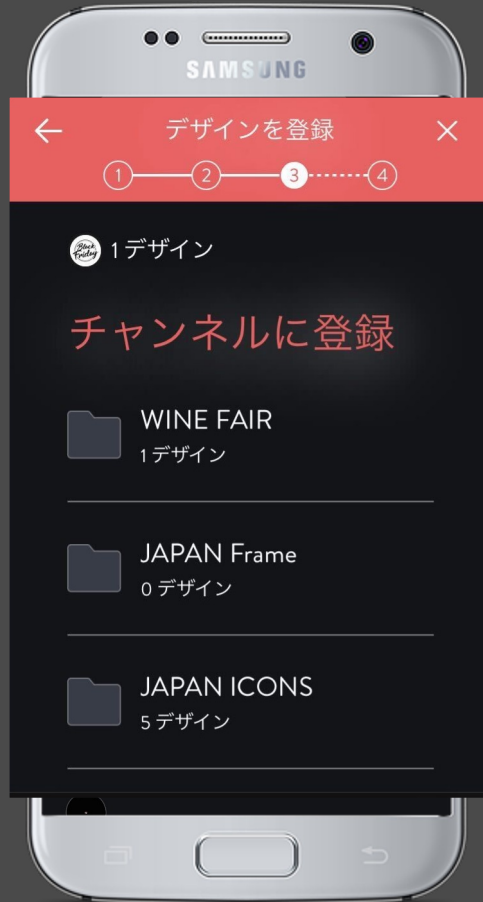 SAMSUNG
デザインを登録
1 2 3 4
Black
Friday
1デザイン
チャンネルに登録
WINE FAIR
1デザイン
JAPAN Frame
0デザイン
JAPAN ICONS
5デザイン